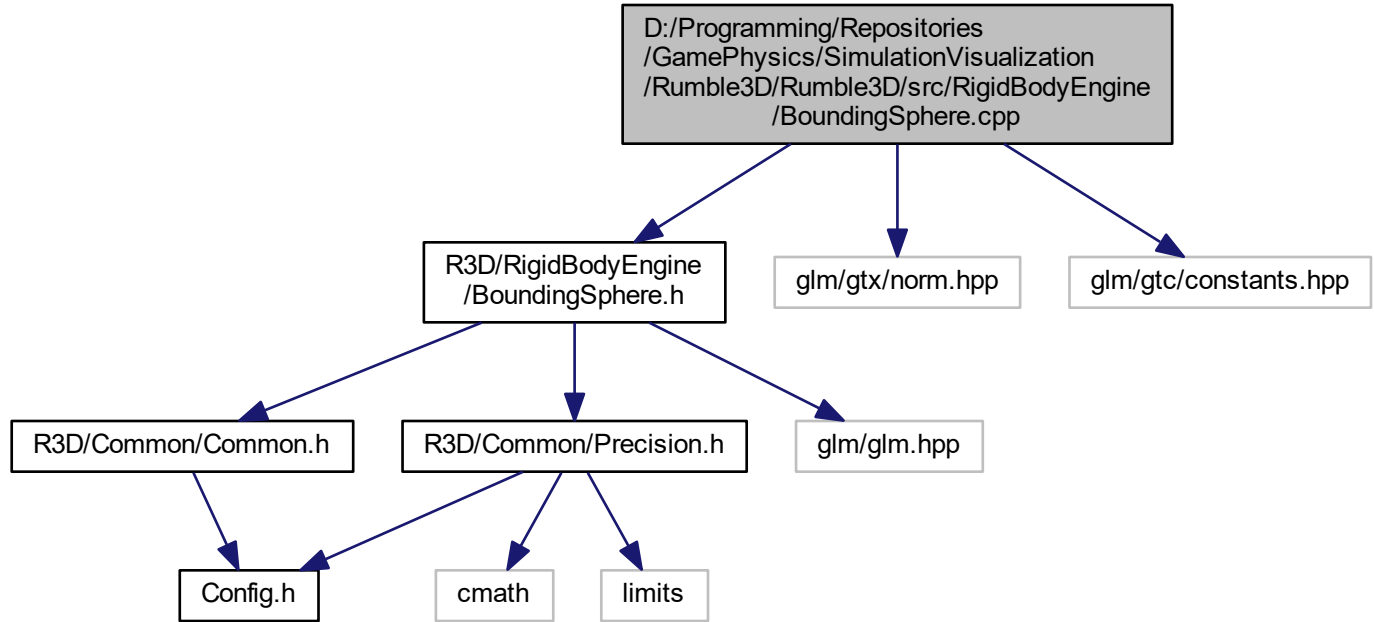 D:/Programming/Repositories
/GamePhysics/SimulationVisualization
/Rumble3D/Rumble3D/src/RigidBodyEngine
/BoundingSphere.cpp
R3D/RigidBodyEngine
/BoundingSphere.h
glm/gtx/norm.hpp
glm/gtc/constants.hpp
R3D/Common/Common.h
R3D/Common/Precision.h
glm/glm.hpp
Config.h
cmath
limits